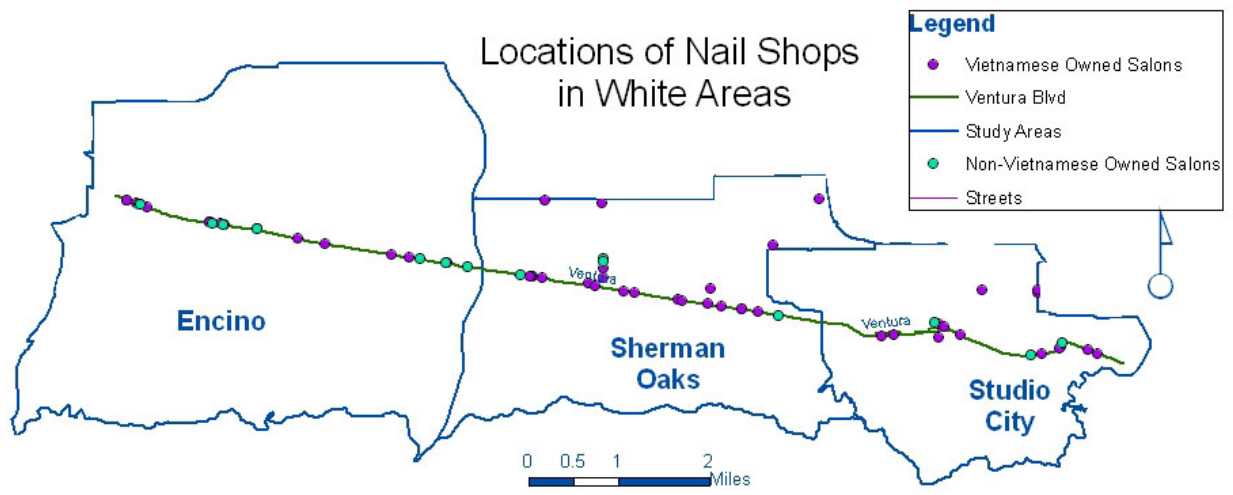 Locations of Nail Shops
in White Areas
Legend
Vietnamese Owned Salons
Ventura Blvd
Study Areas
Non-Vietnamese Owned Salons
Streets
Ventura
Ventura
Encino
Sherman
Oaks
Studio
City
0 0.5 1 2
Miles